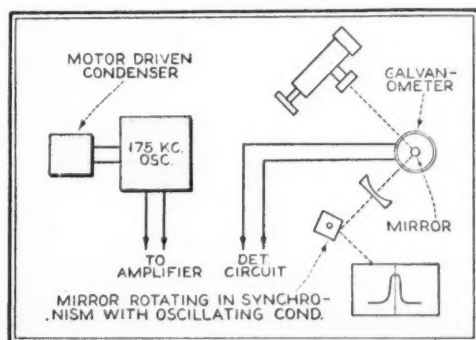 MOTOR DRIVEN
CONDENSER
GALVAN-
OMETER
175 KC.
OSC.
MIRROR
TO
AMPLIFIER
DET.
CIRCUIT
MIRROR ROTATING IN SYNCHRO-
NISM WITH OSCILLATING COND.